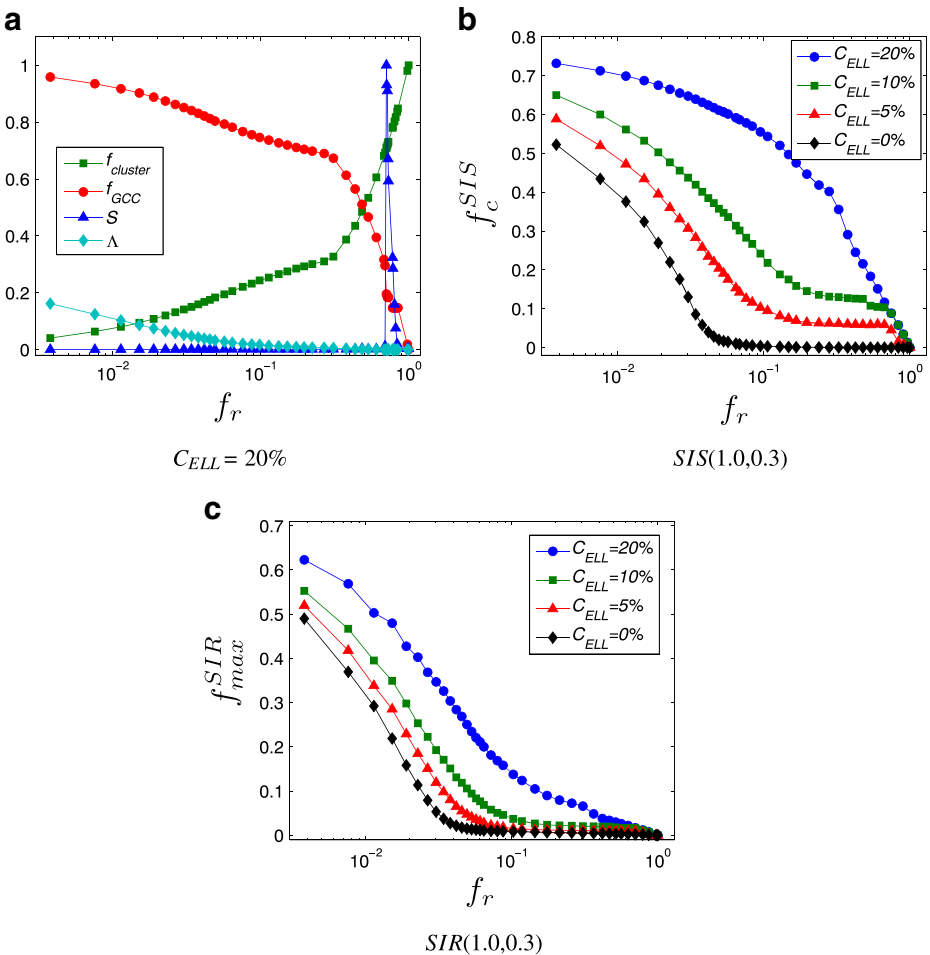 a
1
0.8
0.6
0.4
0.2
0
f_cluster
f_GCC
S
Λ
10^-2
10^-1
10^0
f_r
C_ELL = 20%
b
0.8
0.7
0.6
0.5
0.4
0.3
0.2
0.1
0
f_c^SIS
C_ELL=20%
C_ELL=10%
C_ELL=5%
C_ELL=0%
10^-2
10^-1
10^0
f_r
SIS(1.0,0.3)
c
0.7
0.6
0.5
0.4
0.3
0.2
0.1
0
f_max^SIR
C_ELL=20%
C_ELL=10%
C_ELL=5%
C_ELL=0%
10^-2
10^-1
10^0
f_r
SIR(1.0,0.3)